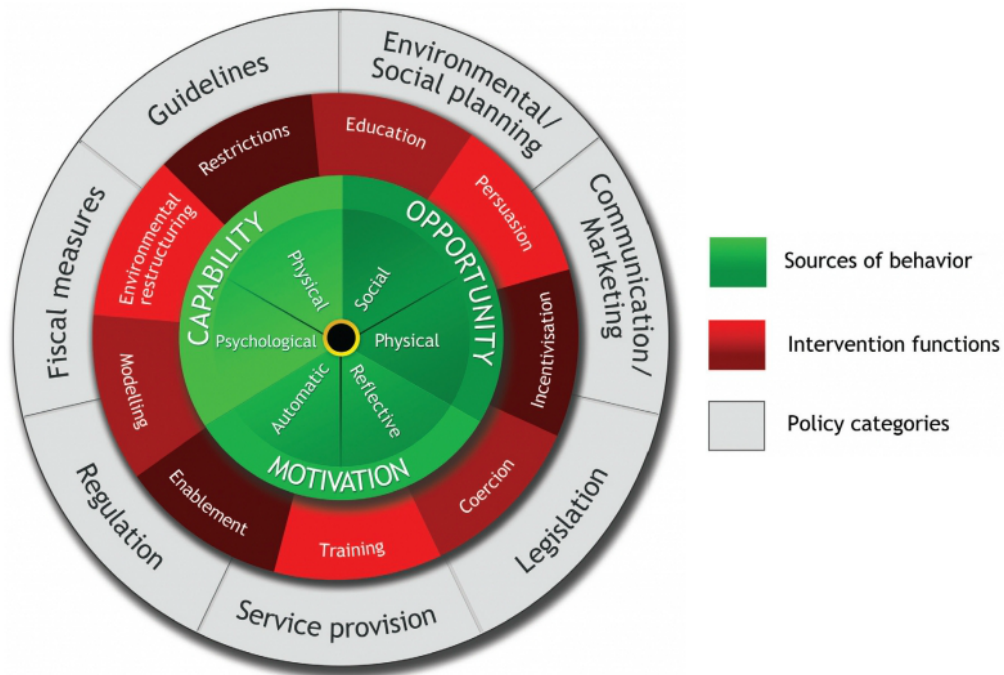 Guidelines
Environmental/
Social planning
Communication/
Marketing
Legislation
Service provision
Regulation
Fiscal measures
Restrictions
Education
Persuasion
Incentivisation
Coercion
Training
Enablement
Modelling
Environmental
restructuring
CAPABILITY
OPPORTUNITY
MOTIVATION
Physical
Social
Physical
Reflective
Automatic
Psychological
Sources of behavior
Intervention functions
Policy categories